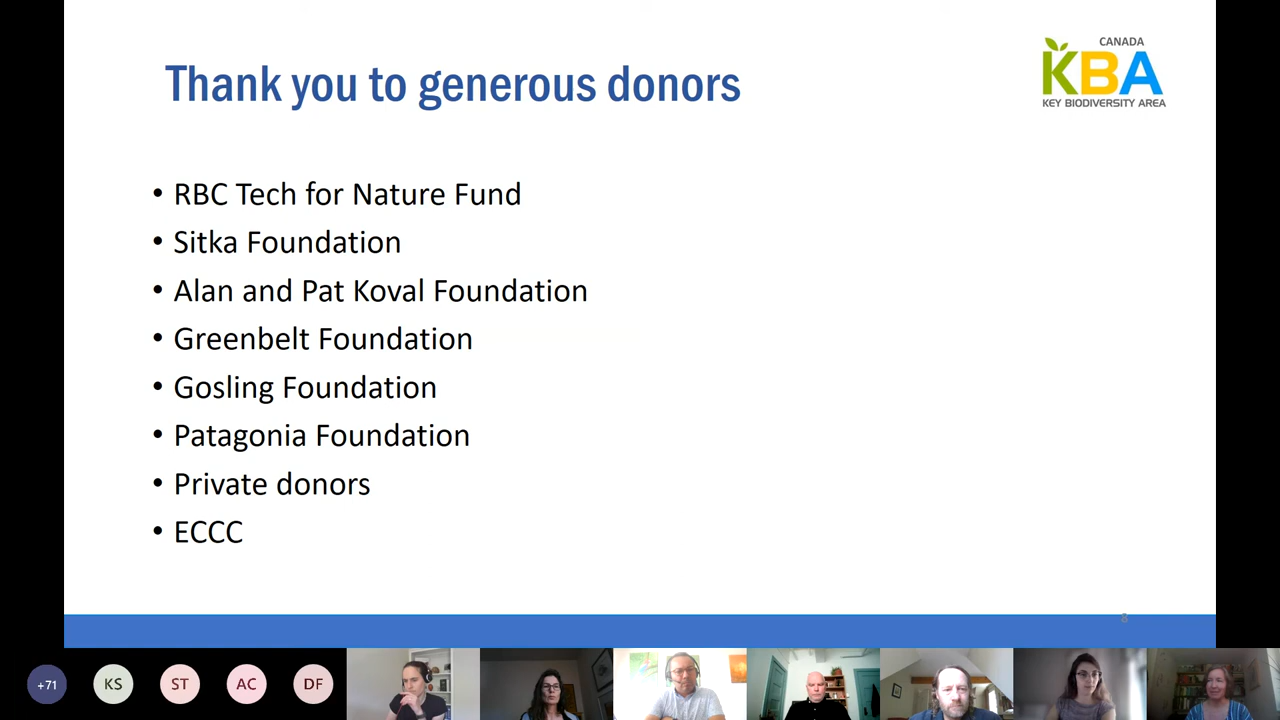 Thank you to generous donors
CANADA
KBA
KEY BIODIVERSITY AREA
• RBC Tech for Nature Fund
• Sitka Foundation
• Alan and Pat Koval Foundation
• Greenbelt Foundation
• Gosling Foundation
• Patagonia Foundation
• Private donors
• ECCC
8
+71
KS
ST
AC
DF